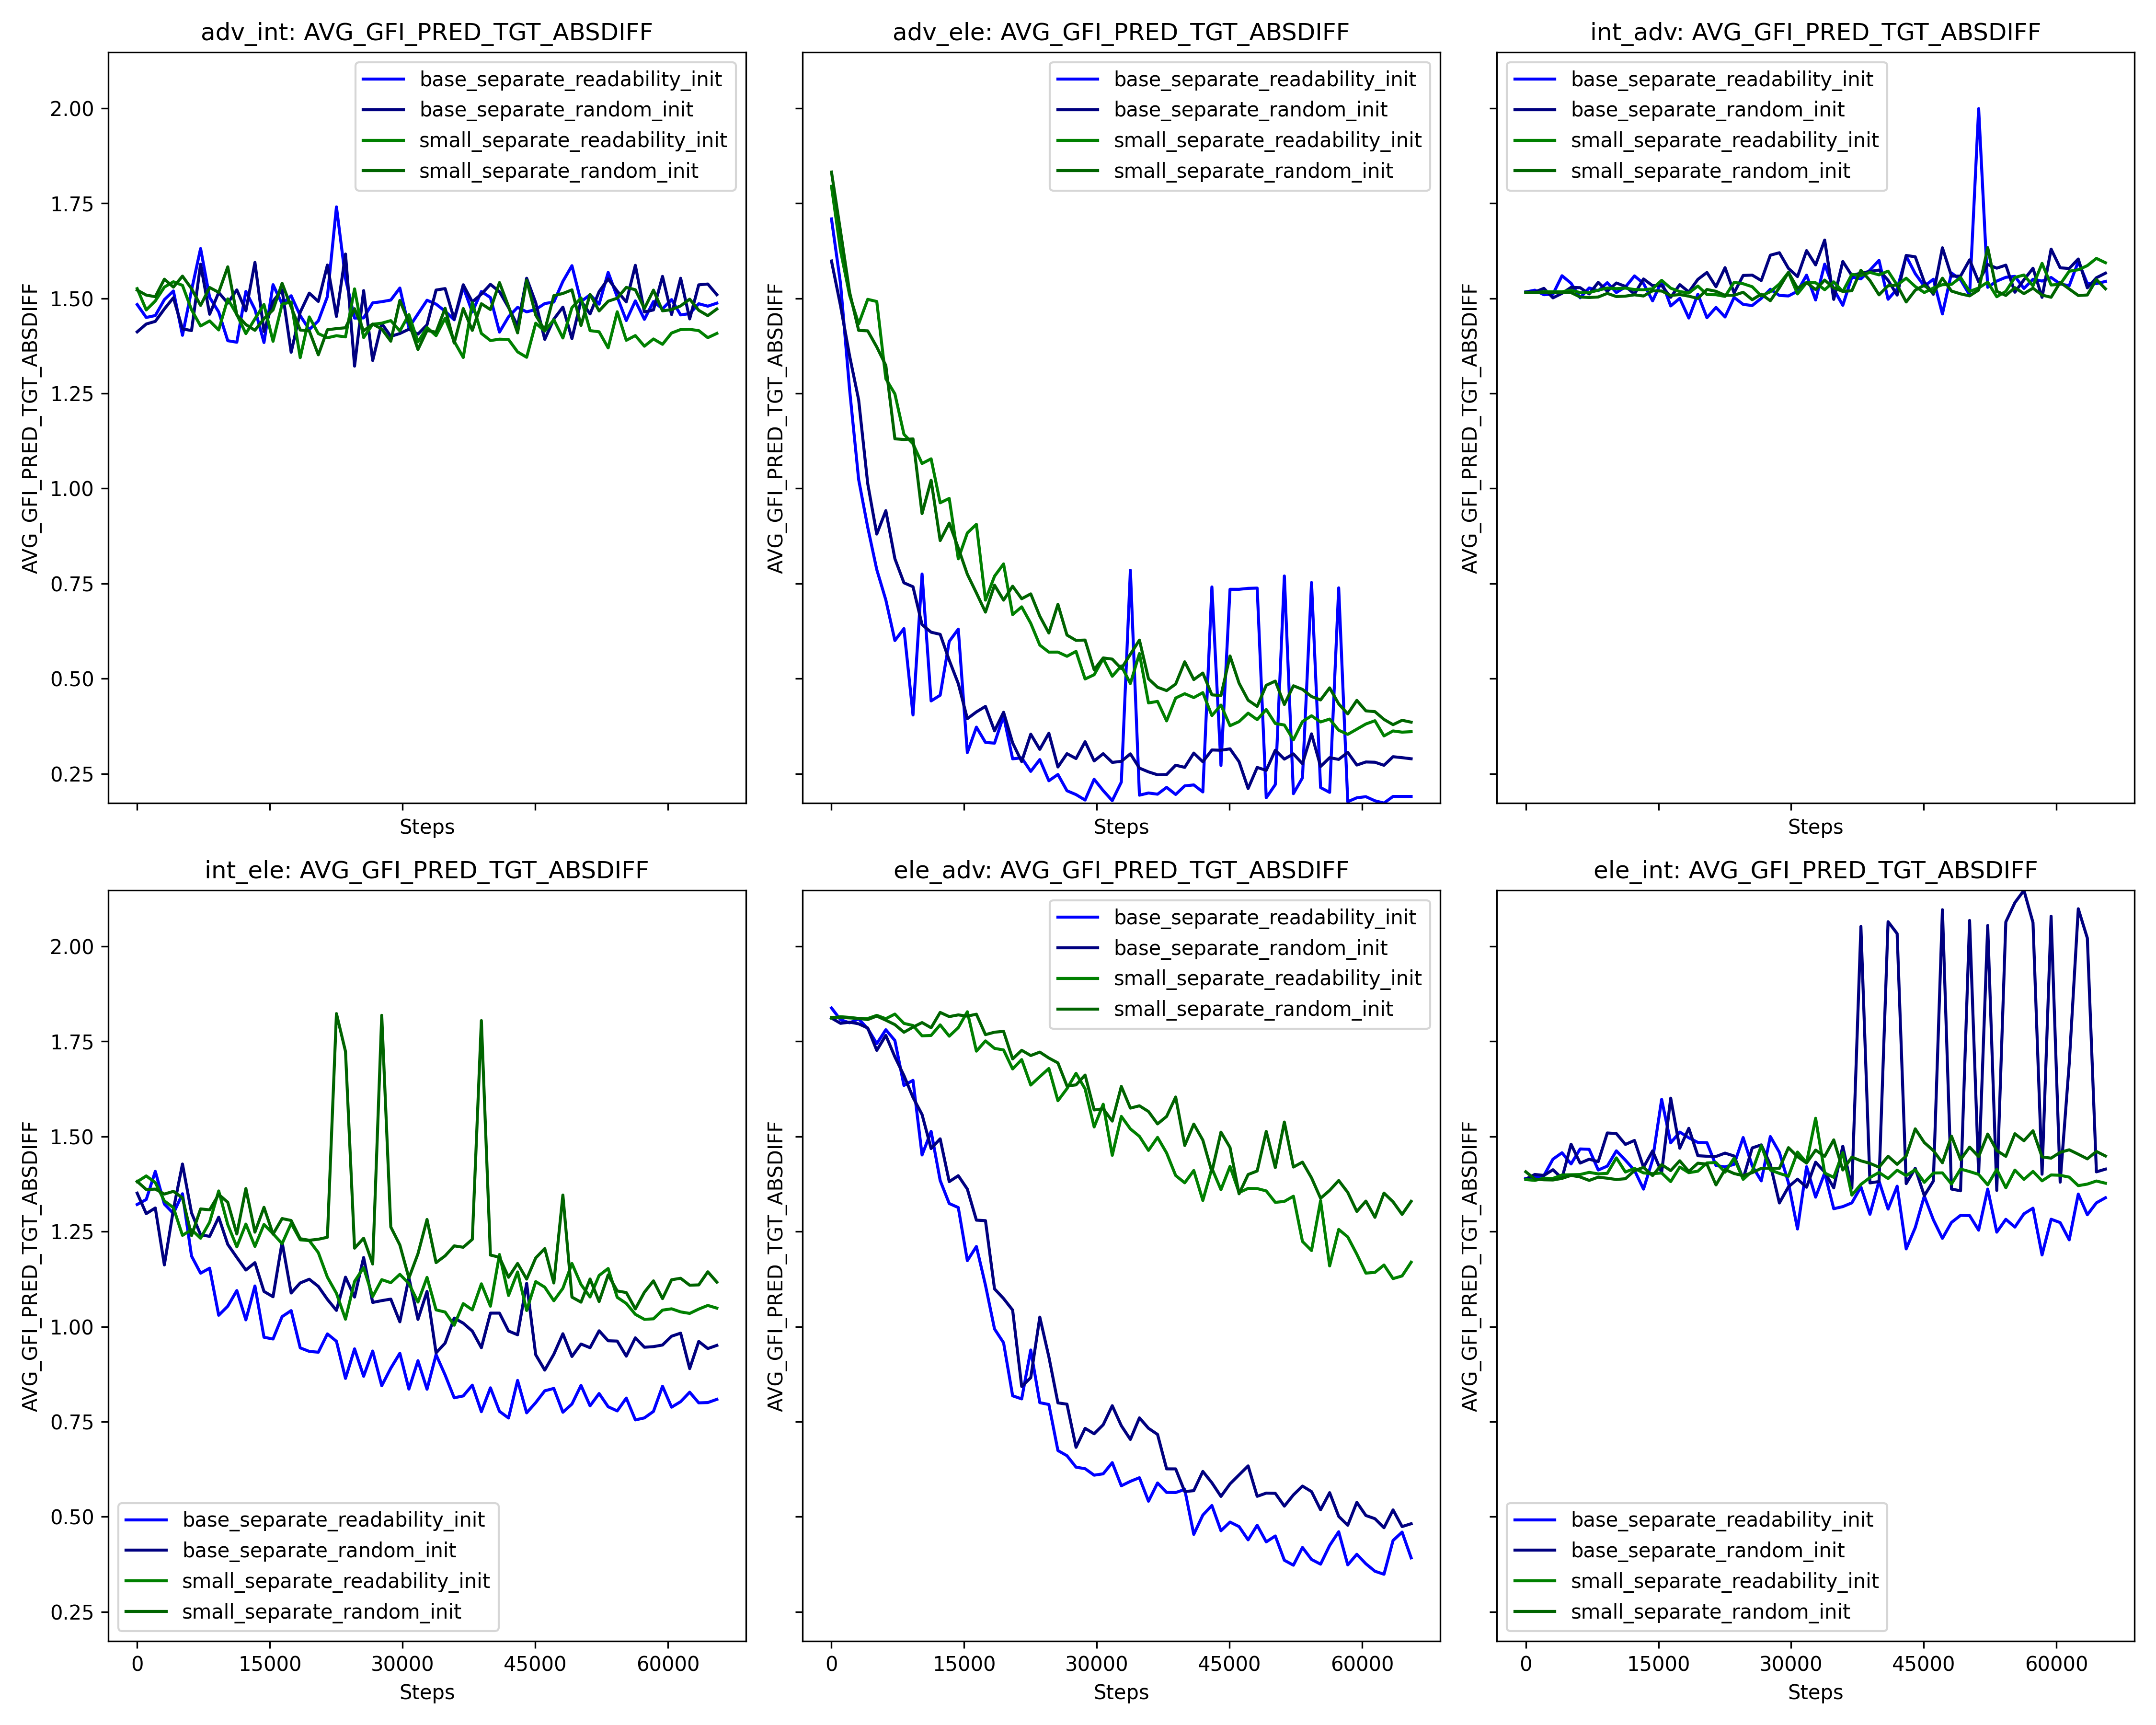 adv_int: AVG_GFI_PRED_TGT_ABSDIFF
AVG_GFI_PRED_TGT_ABSDIFF
2.00
1.75
1.50
1.25
1.00
0.75
0.50
0.25
base_separate_readability_init
base_separate_random_init
small_separate_readability_init
small_separate_random_init
Steps
adv_ele: AVG_GFI_PRED_TGT_ABSDIFF
AVG_GFI_PRED_TGT_ABSDIFF
base_separate_readability_init
base_separate_random_init
small_separate_readability_init
small_separate_random_init
Steps
int_adv: AVG_GFI_PRED_TGT_ABSDIFF
AVG_GFI_PRED_TGT_ABSDIFF
base_separate_readability_init
base_separate_random_init
small_separate_readability_init
small_separate_random_init
Steps
int_ele: AVG_GFI_PRED_TGT_ABSDIFF
AVG_GFI_PRED_TGT_ABSDIFF
2.00
1.75
1.50
1.25
1.00
0.75
0.50
0.25
base_separate_readability_init
base_separate_random_init
small_separate_readability_init
small_separate_random_init
0 15000 30000 45000 60000
Steps
ele_adv: AVG_GFI_PRED_TGT_ABSDIFF
AVG_GFI_PRED_TGT_ABSDIFF
base_separate_readability_init
base_separate_random_init
small_separate_readability_init
small_separate_random_init
0 15000 30000 45000 60000
Steps
ele_int: AVG_GFI_PRED_TGT_ABSDIFF
AVG_GFI_PRED_TGT_ABSDIFF
base_separate_readability_init
base_separate_random_init
small_separate_readability_init
small_separate_random_init
0 15000 30000 45000 60000
Steps